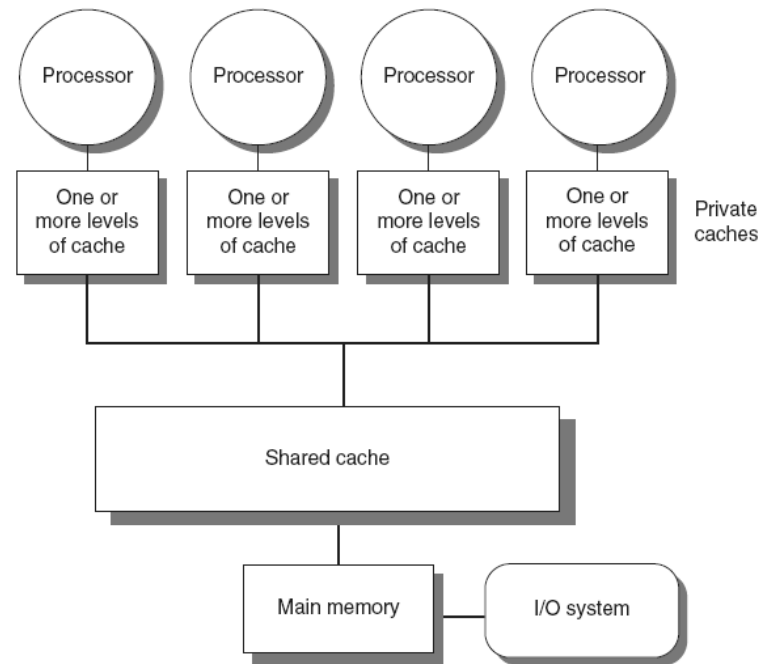 Processor
Processor
Processor
Processor
One or
more levels
of cache
One or
more levels
of cache
One or
more levels
of cache
One or
more levels
of cache
Private
caches
Shared cache
Main memory
I/O system